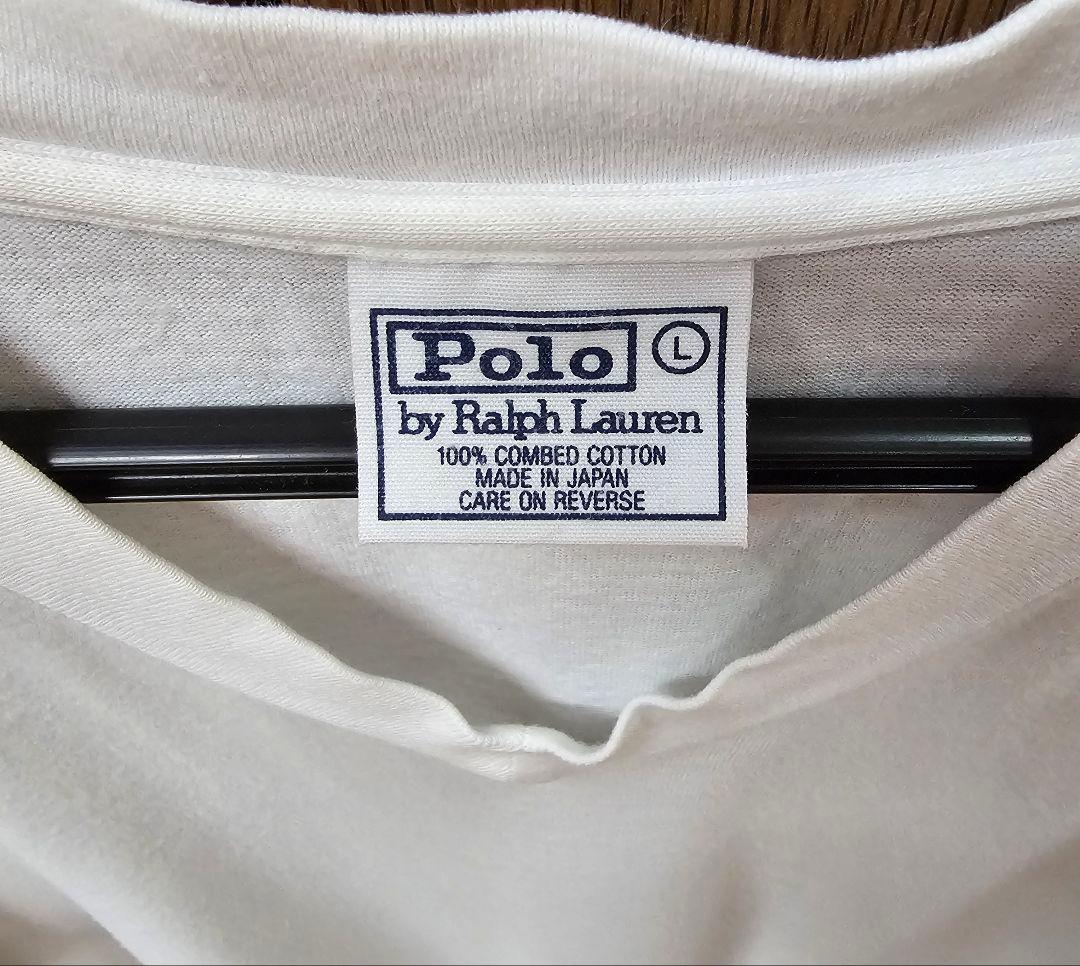 Polo L
by Ralph Lauren
100% COMBED COTTON
MADE IN JAPAN
CARE ON REVERSE